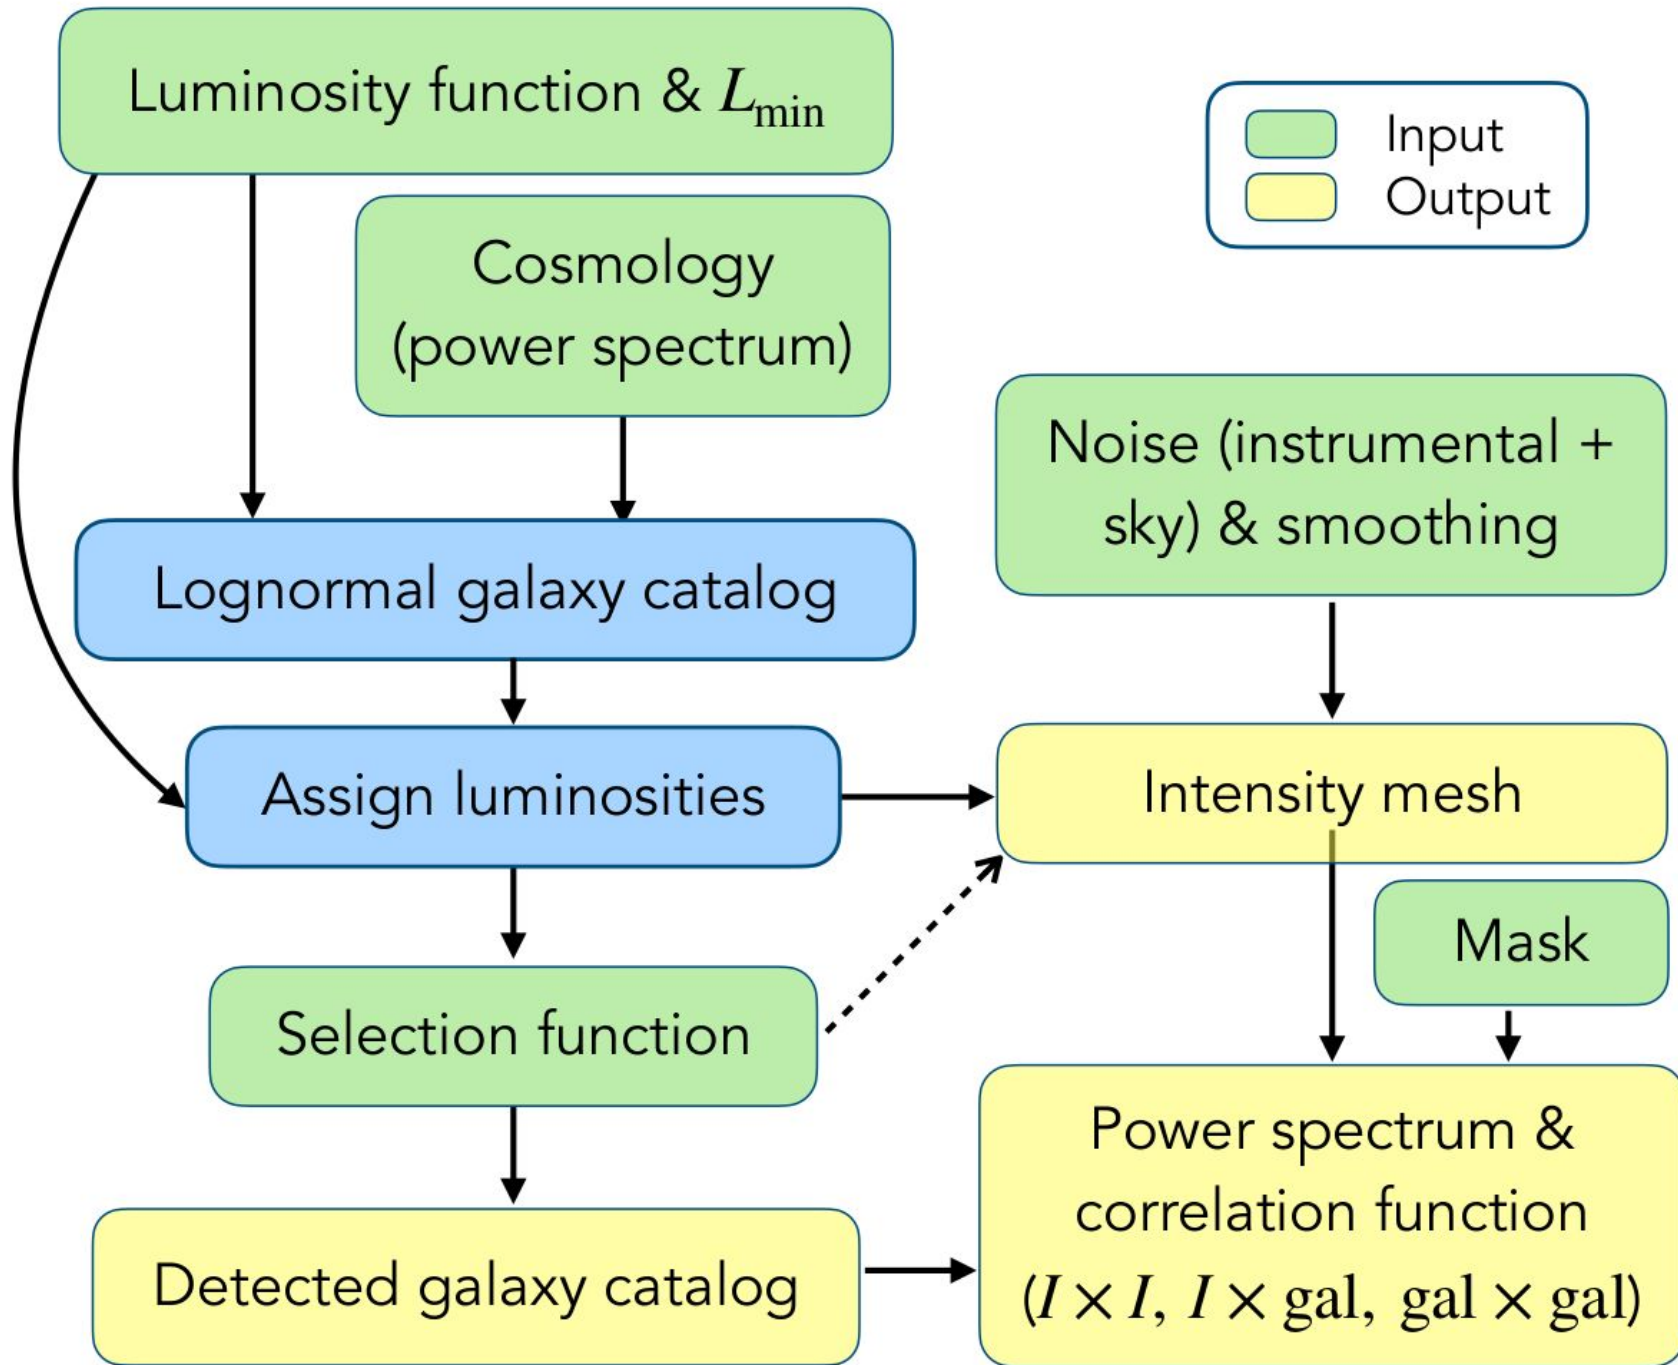 Luminosity function & L_min
Input
Output
Cosmology
(power spectrum)
Noise (instrumental +
sky) & smoothing
Lognormal galaxy catalog
Assign luminosities
Intensity mesh
Mask
Selection function
Power spectrum &
correlation function
(I × I, I × gal, gal × gal)
Detected galaxy catalog